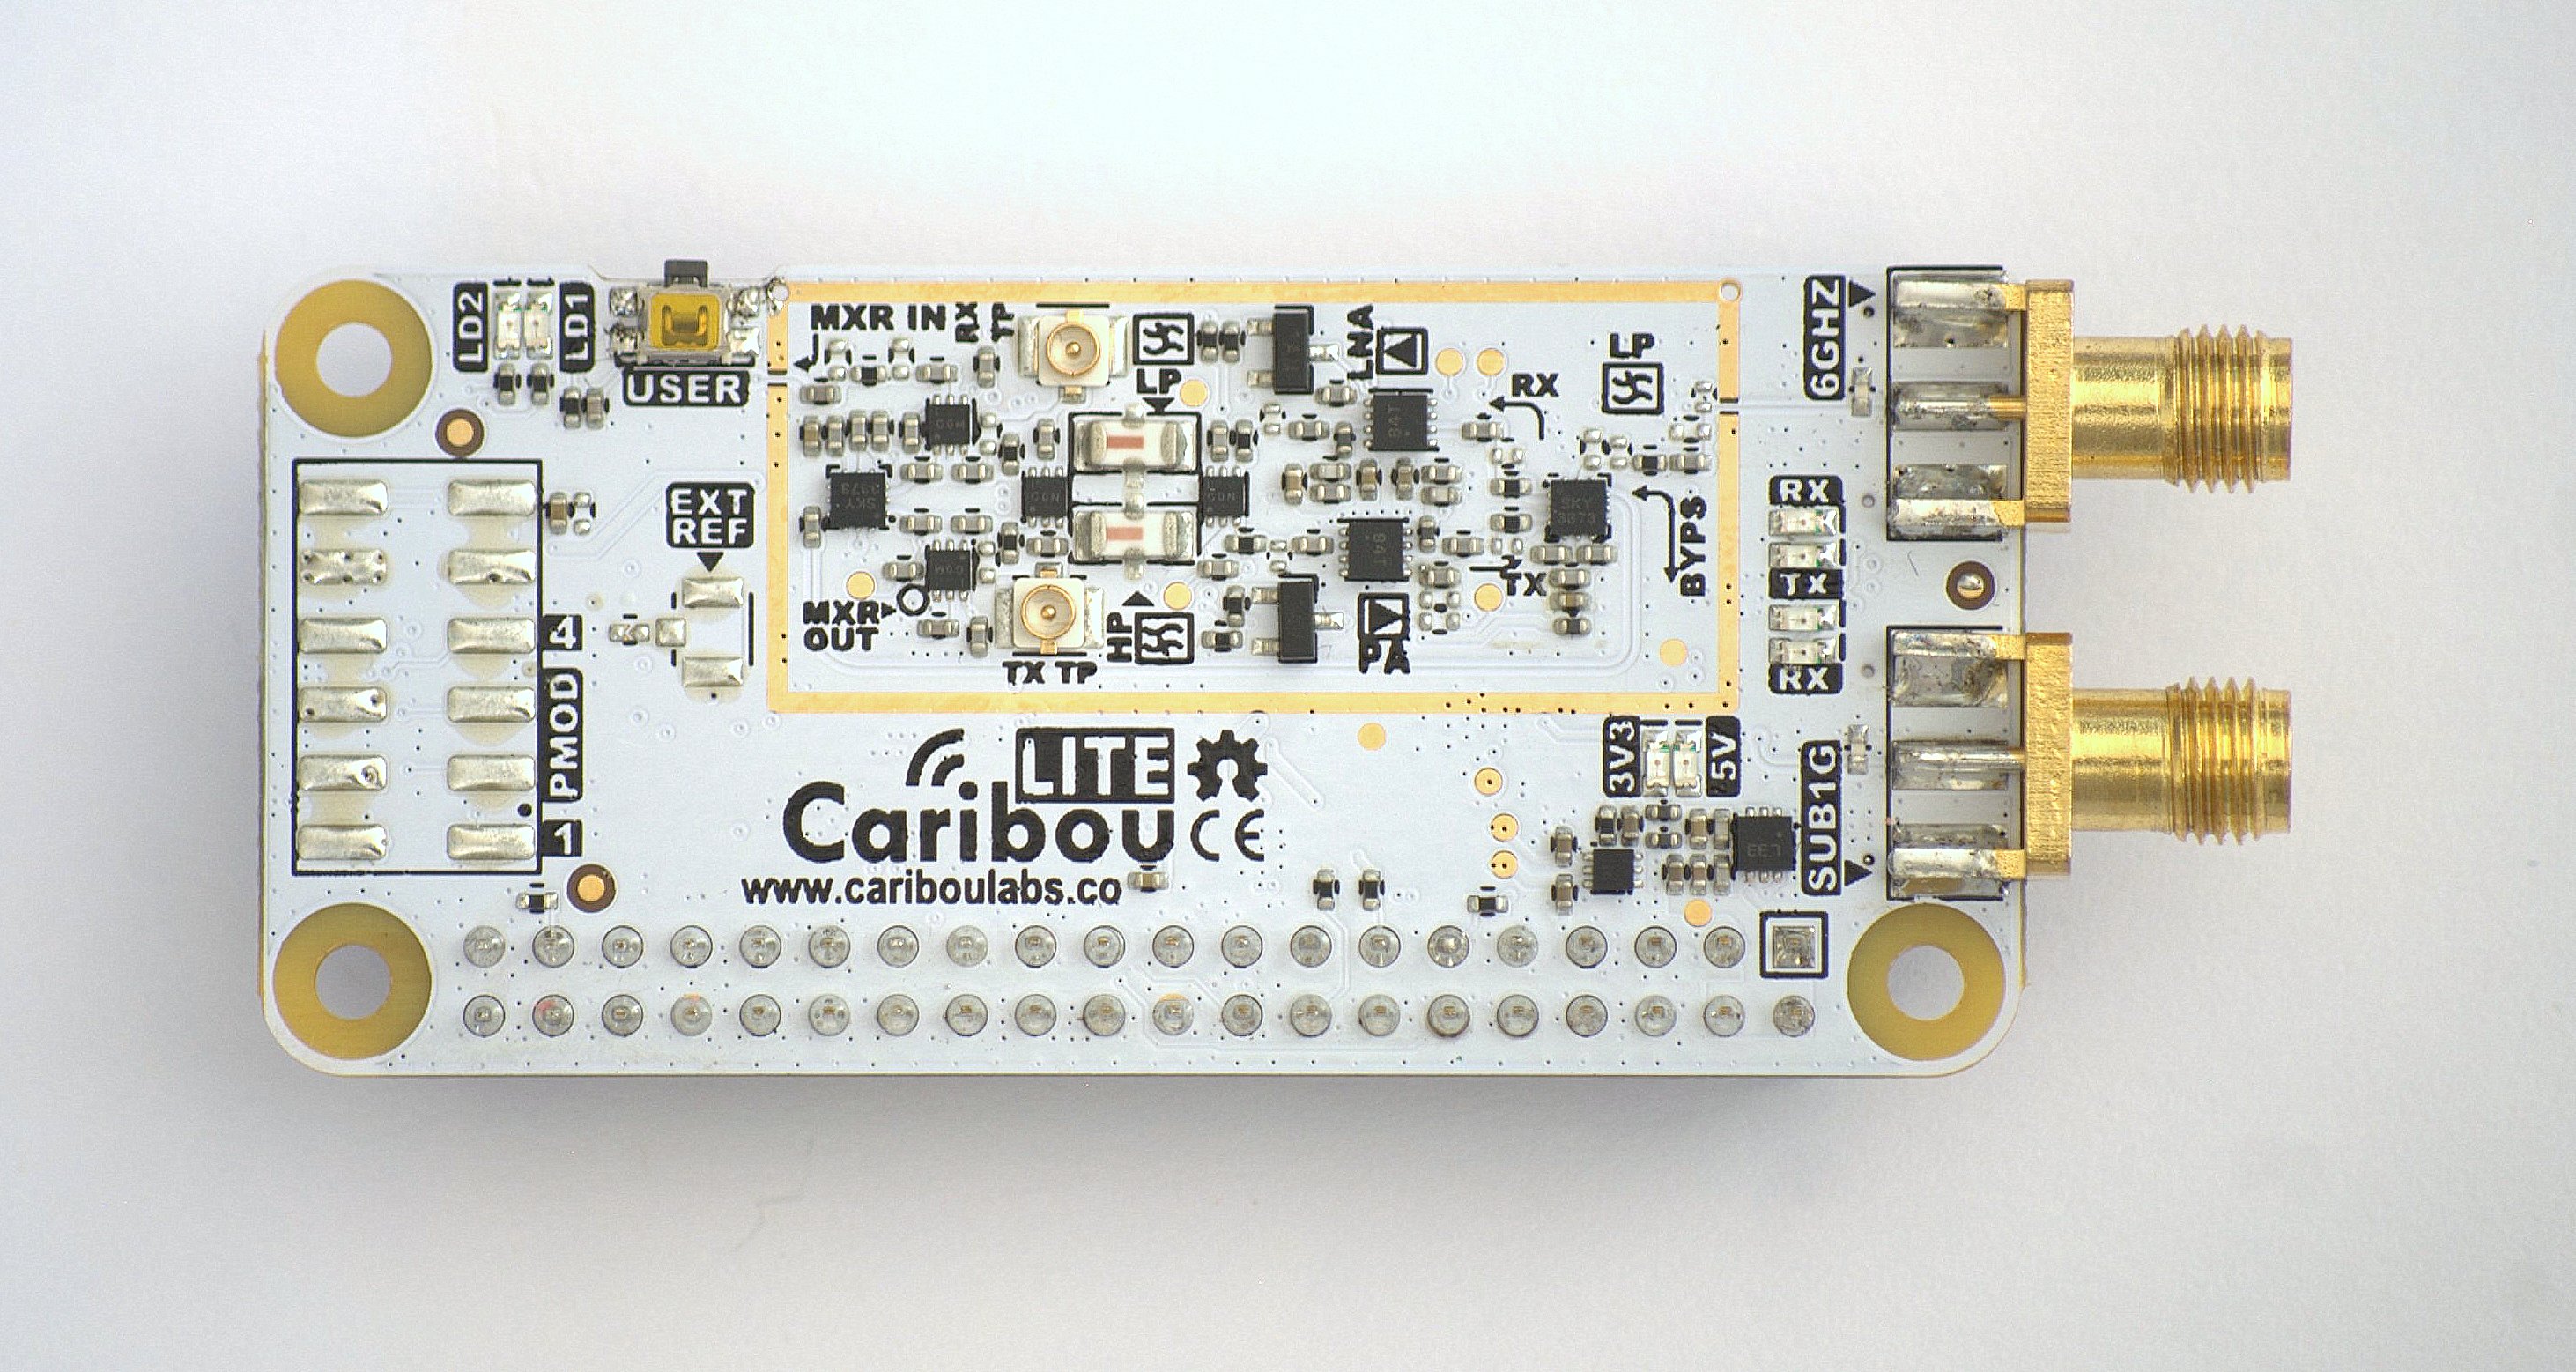 LD2
LD1
USER
MXR IN
RX
TP
LP
LNA
RX
LP
6GHZ
EXT
REF
BYPS
RX
TX
RX
TX
MXR
OUT
TX TP
HP
PA
4
PMOD
1
LITE
Caribou CE
www.cariboulabs.co
3V3
5V
SUB1G